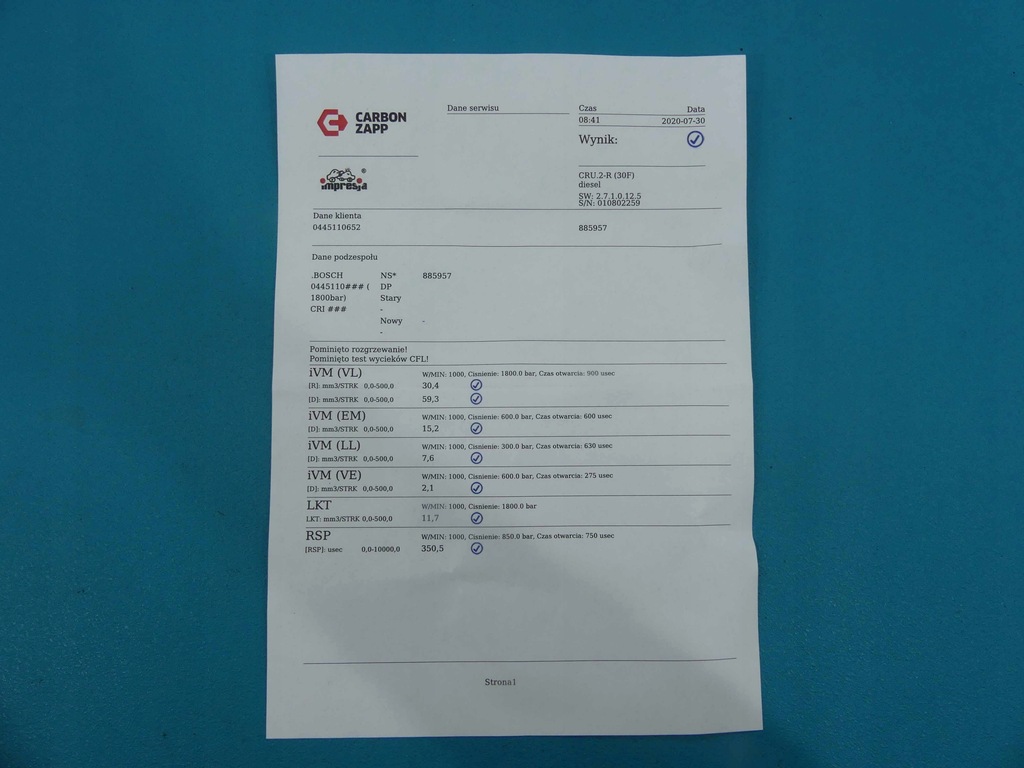 CARBON
ZAPP
Dane serwisu
Czas Data
08:41 2020-07-30
Wynik:
impresja ®
CRU.2-R (30F)
diesel
SW: 2.7.1.0.12.5
S/N: 010802259
Dane klienta
0445110652 885957
Dane podzespołu
.BOSCH NS* 885957
0445110### ( DP
1800bar) Stary
CRI ### -
Nowy -
-
Pominięto rozgrzewanie!
Pominięto test wycieków CFL!
iVM (VL) W/MIN: 1000, Cisnienie: 1800.0 bar, Czas otwarcia: 900 usec
[R]: mm3/STRK 0,0-500,0 30,4
[D]: mm3/STRK 0,0-500,0 59,3
iVM (EM) W/MIN: 1000, Cisnienie: 600.0 bar, Czas otwarcia: 600 usec
[D]: mm3/STRK 0,0-500,0 15,2
iVM (LL) W/MIN: 1000, Cisnienie: 300.0 bar, Czas otwarcia: 630 usec
[D]: mm3/STRK 0,0-500,0 7,6
iVM (VE) W/MIN: 1000, Cisnienie: 600.0 bar, Czas otwarcia: 275 usec
[D]: mm3/STRK 0,0-500,0 2,1
LKT W/MIN: 1000, Cisnienie: 1800.0 bar
LKT: mm3/STRK 0,0-500,0 11,7
RSP W/MIN: 1000, Cisnienie: 850.0 bar, Czas otwarcia: 750 usec
[RSP]: usec 0,0-10000,0 350,5
Strona1